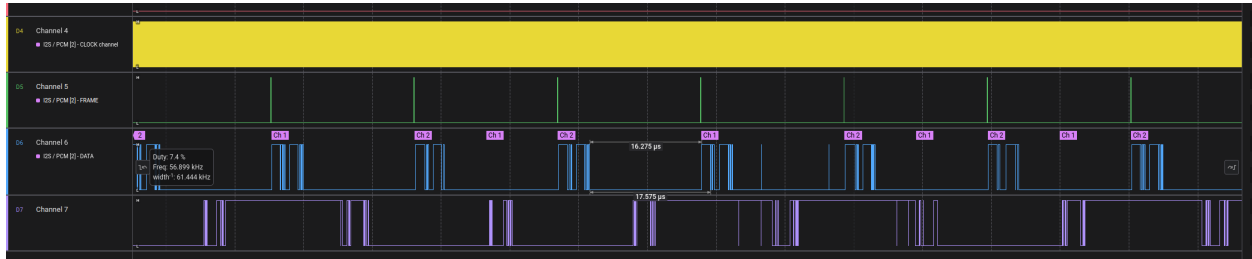 D4 Channel 4
I2S / PCM [2] - CLOCK channel
D5 Channel 5
I2S / PCM [2] - FRAME
2 Ch 1 Ch 2 Ch 1 Ch 2 Ch 1 Ch 2 Ch 1 Ch 2 Ch 1 Ch 2
D6 Channel 6
16.275 µs
I2S / PCM [2] - DATA
Duty: 7.4 %
Freq: 56.899 kHz
width⁻¹: 61.444 kHz
17.575 µs
D7 Channel 7